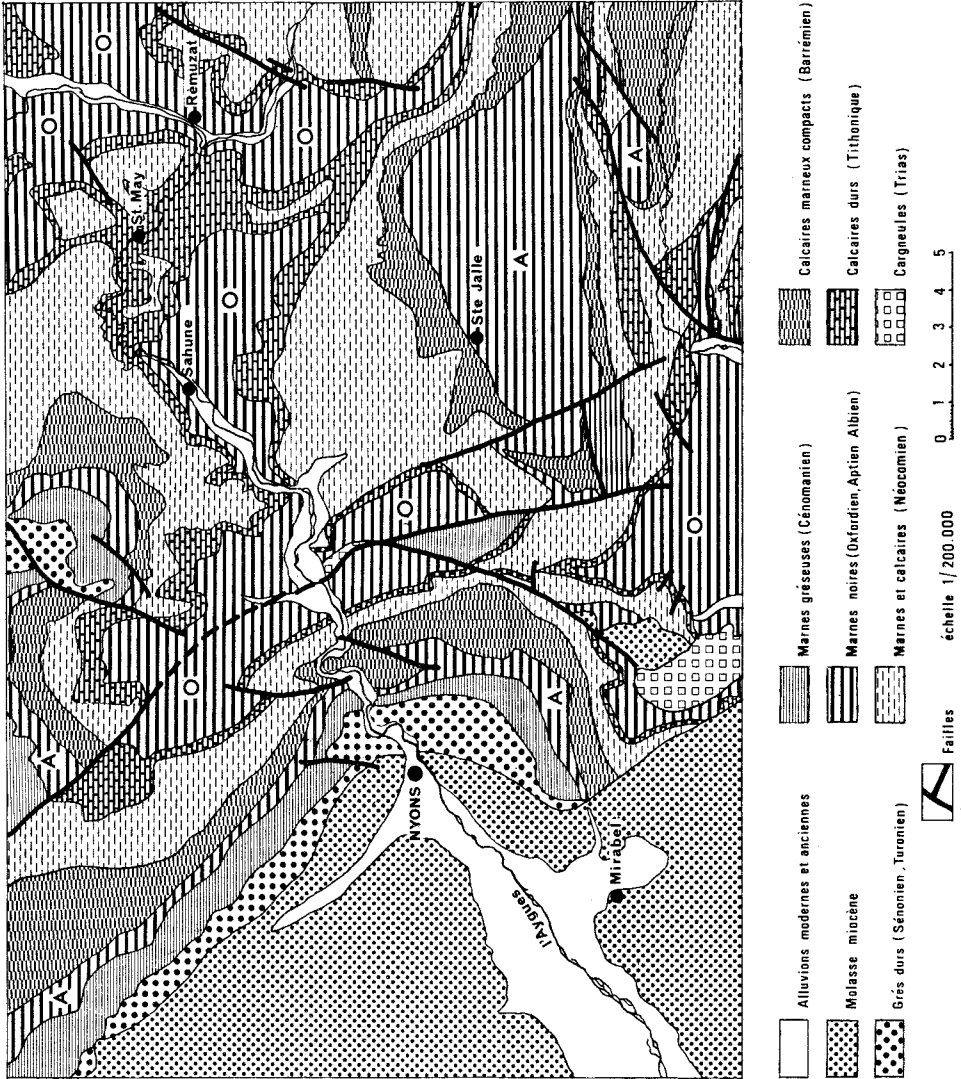 O
O
Rémuzat
O
St May
Sahune
O
A
A
Ste Jalle
O
O
O
A
A
A
NYONS
l'Aygues
Mirabel
Alluvions modernes et anciennes
Molasse miocène
Grés durs (Sénonien, Turonien)
Marnes gréseuses (Cénomanien)
Marnes noires (Oxfordien, Aptien Albien)
Marnes et calcaires (Néocomien)
Calcaires marneux compacts (Barrémien)
Calcaires durs (Tithonique)
Cargneules (Trias)
Failles
échelle 1/200.000
0 1 2 3 4 5